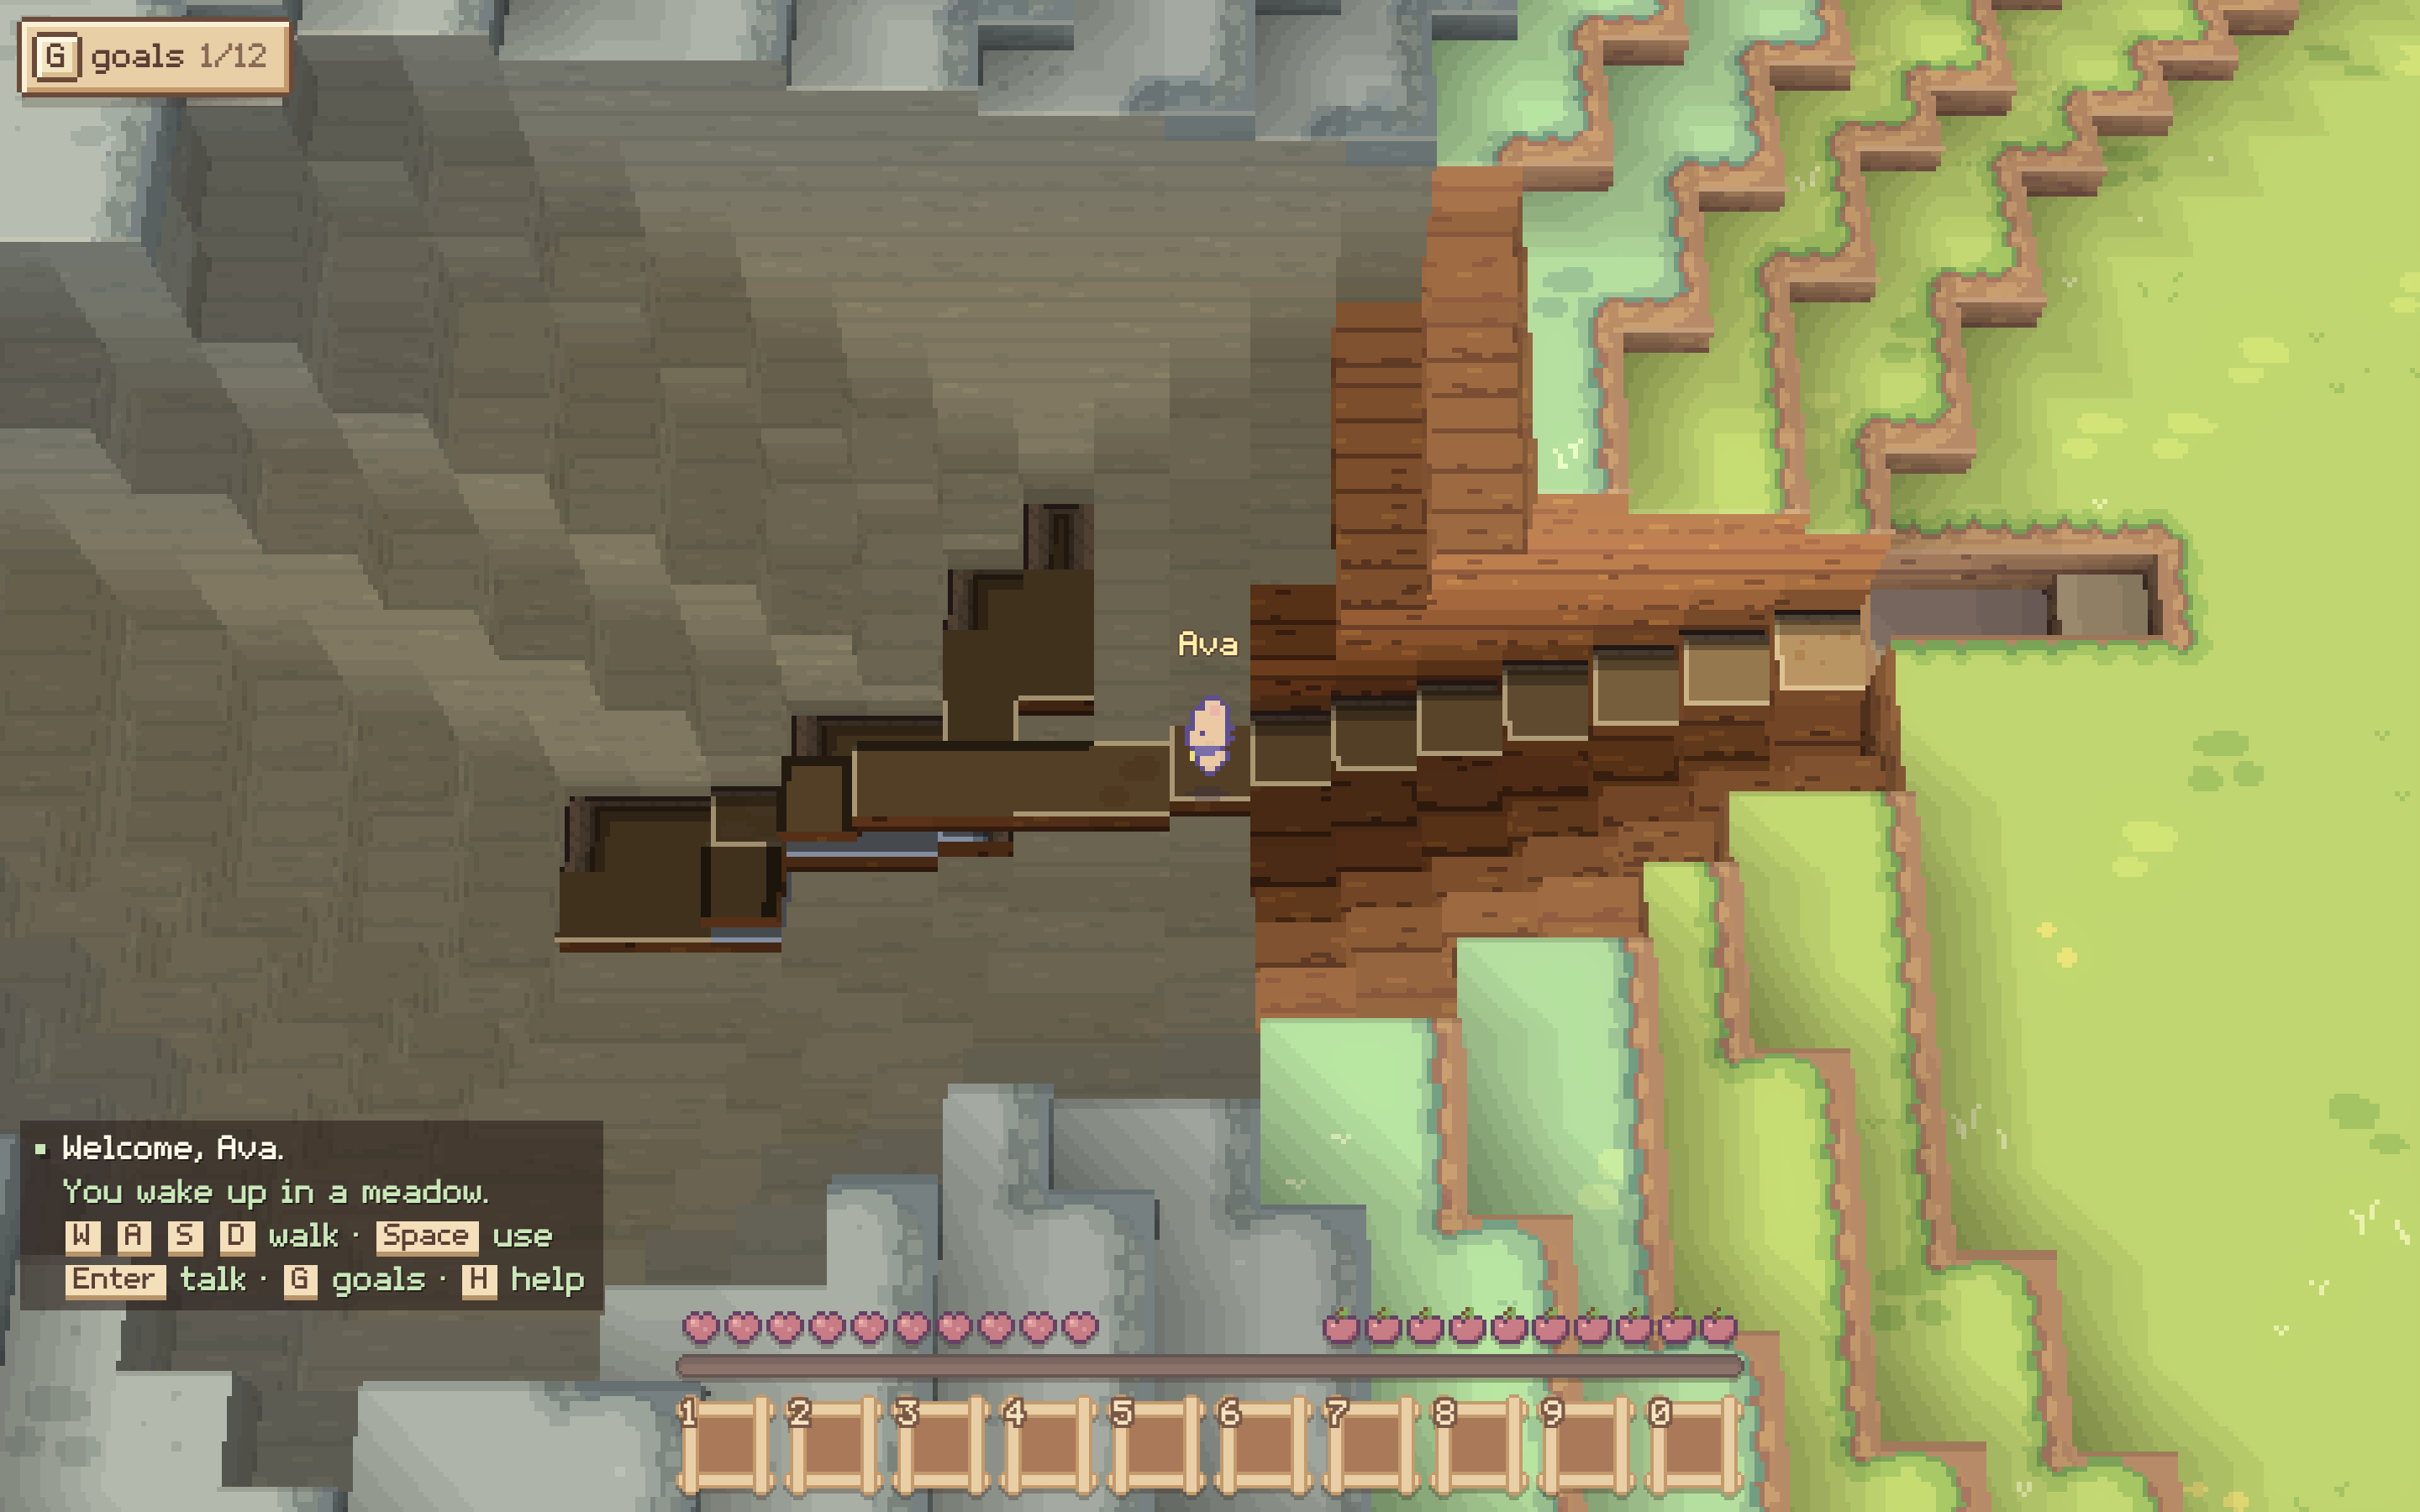 G goals 1/12
Ava
Welcome, Ava.
You wake up in a meadow.
W A S D walk · Space use
Enter talk · G goals · H help
1 2 3 4 5 6 7 8 9 0